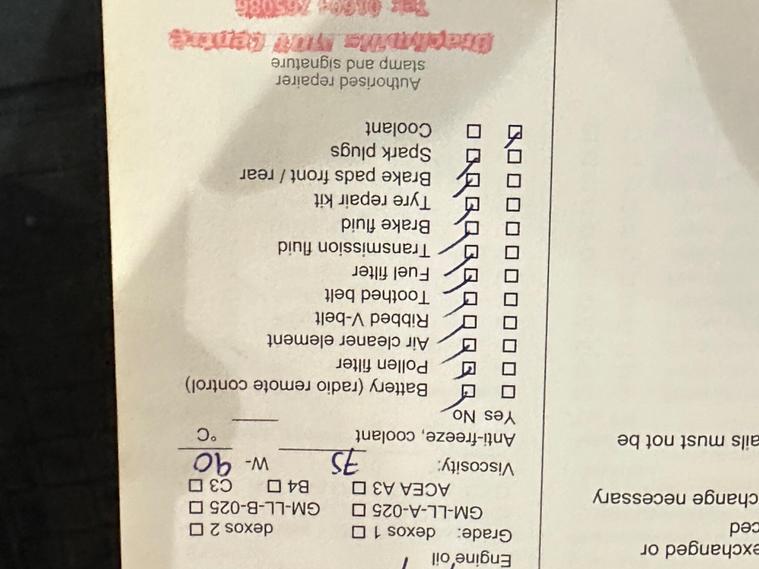 Engine oil
Grade: dexos 1 ☐ dexos 2 ☐
GM-LL-A-025 ☐ GM-LL-B-025 ☐
ACEA A3 ☐ B4 ☐ C3 ☐
Viscosity: 75 W- 90
Anti-freeze, coolant °C
Yes No
☐ ☑ Battery (radio remote control)
☐ ☑ Pollen filter
☐ ☑ Air cleaner element
☐ ☑ Ribbed V-belt
☐ ☑ Toothed belt
☐ ☑ Fuel filter
☐ ☑ Transmission fluid
☐ ☑ Brake fluid
☐ ☑ Tyre repair kit
☐ ☑ Brake pads front / rear
☐ ☑ Spark plugs
☑ ☐ Coolant
Authorised repairer
stamp and signature
Centre
exchanged or
ced
change necessary
ails must not be